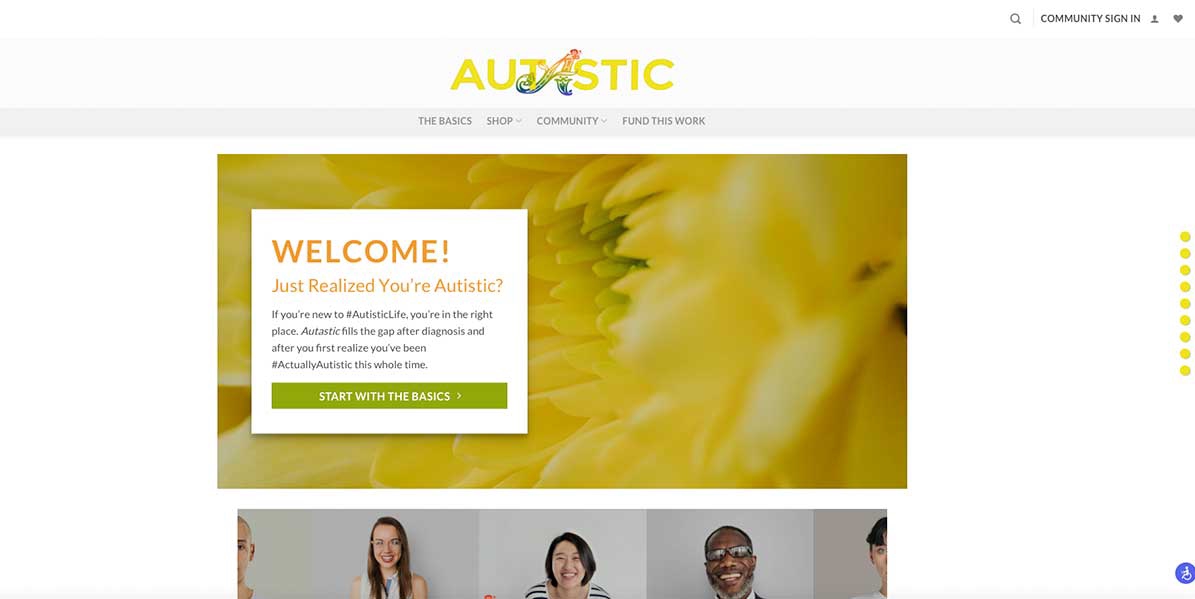 COMMUNITY SIGN IN
AUTASTIC
THE BASICS SHOP COMMUNITY FUND THIS WORK
WELCOME!
Just Realized You're Autistic?
If you're new to #AutisticLife, you're in the right
place. Autastic fills the gap after diagnosis and
after you first realize you've been
#ActuallyAutistic this whole time.
START WITH THE BASICS